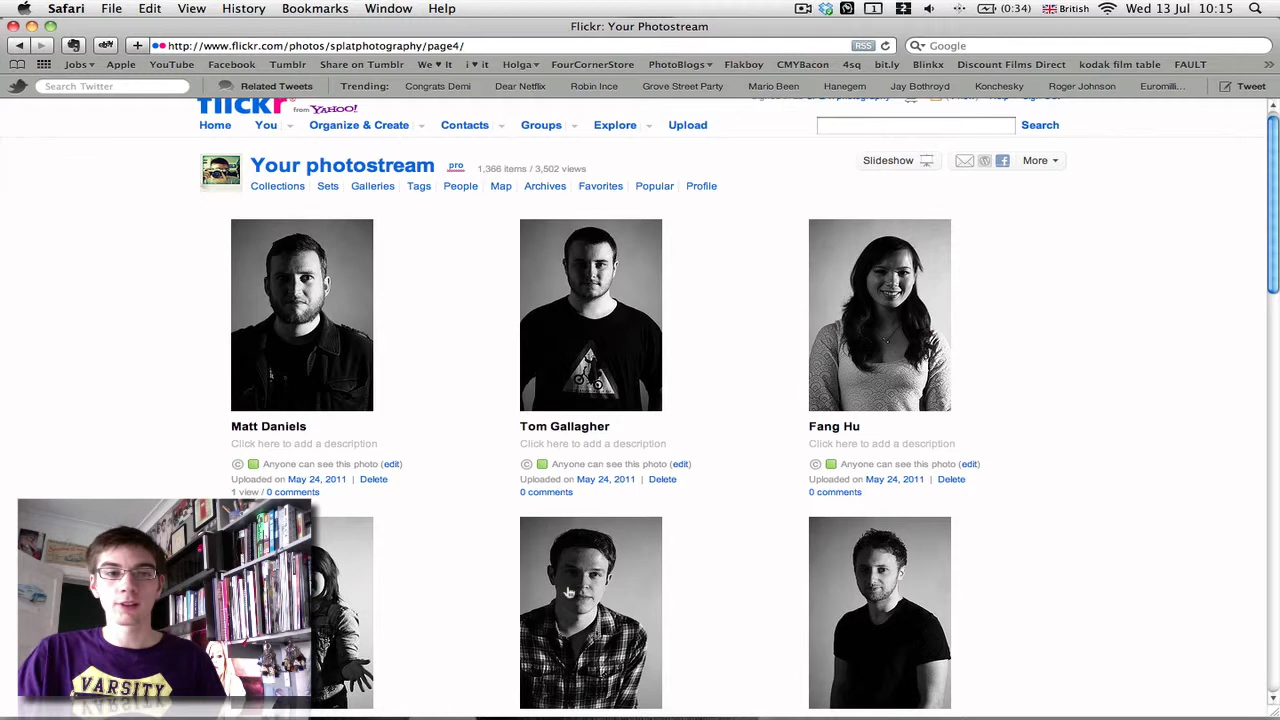 Safari File Edit View History Bookmarks Window Help (0:34) British Wed 13 Jul 10:15
Flickr: Your Photostream
http://www.flickr.com/photos/splatphotography/page4/ RSS Google
Jobs Apple YouTube Facebook Tumblr Share on Tumblr We ♥ It i ♥ it Holga FourCornerStore PhotoBlogs Flakboy CMYBacon 4sq bit.ly Blinkx Discount Films Direct kodak film table FAULT
Search Twitter Related Tweets Trending: Congrats Demi Dear Netflix Robin Ince Grove Street Party Mario Been Hanegem Jay Bothroyd Konchesky Roger Johnson Euromilli... Tweet
flickr from YAHOO!
Home You Organize & Create Contacts Groups Explore Upload Search
Your photostream pro 1,366 items / 3,502 views Slideshow More
Collections Sets Galleries Tags People Map Archives Favorites Popular Profile
Matt Daniels Tom Gallagher Fang Hu
Click here to add a description Click here to add a description Click here to add a description
Anyone can see this photo (edit) Anyone can see this photo (edit) Anyone can see this photo (edit)
Uploaded on May 24, 2011 | Delete Uploaded on May 24, 2011 | Delete Uploaded on May 24, 2011 | Delete
1 view / 0 comments 0 comments 0 comments
VARSITY